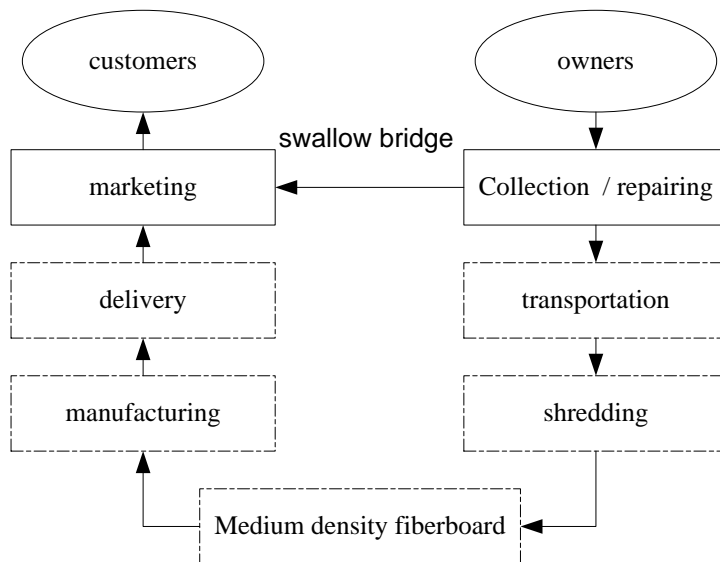 customers
owners
swallow bridge
marketing
Collection / repairing
delivery
transportation
manufacturing
shredding
Medium density fiberboard